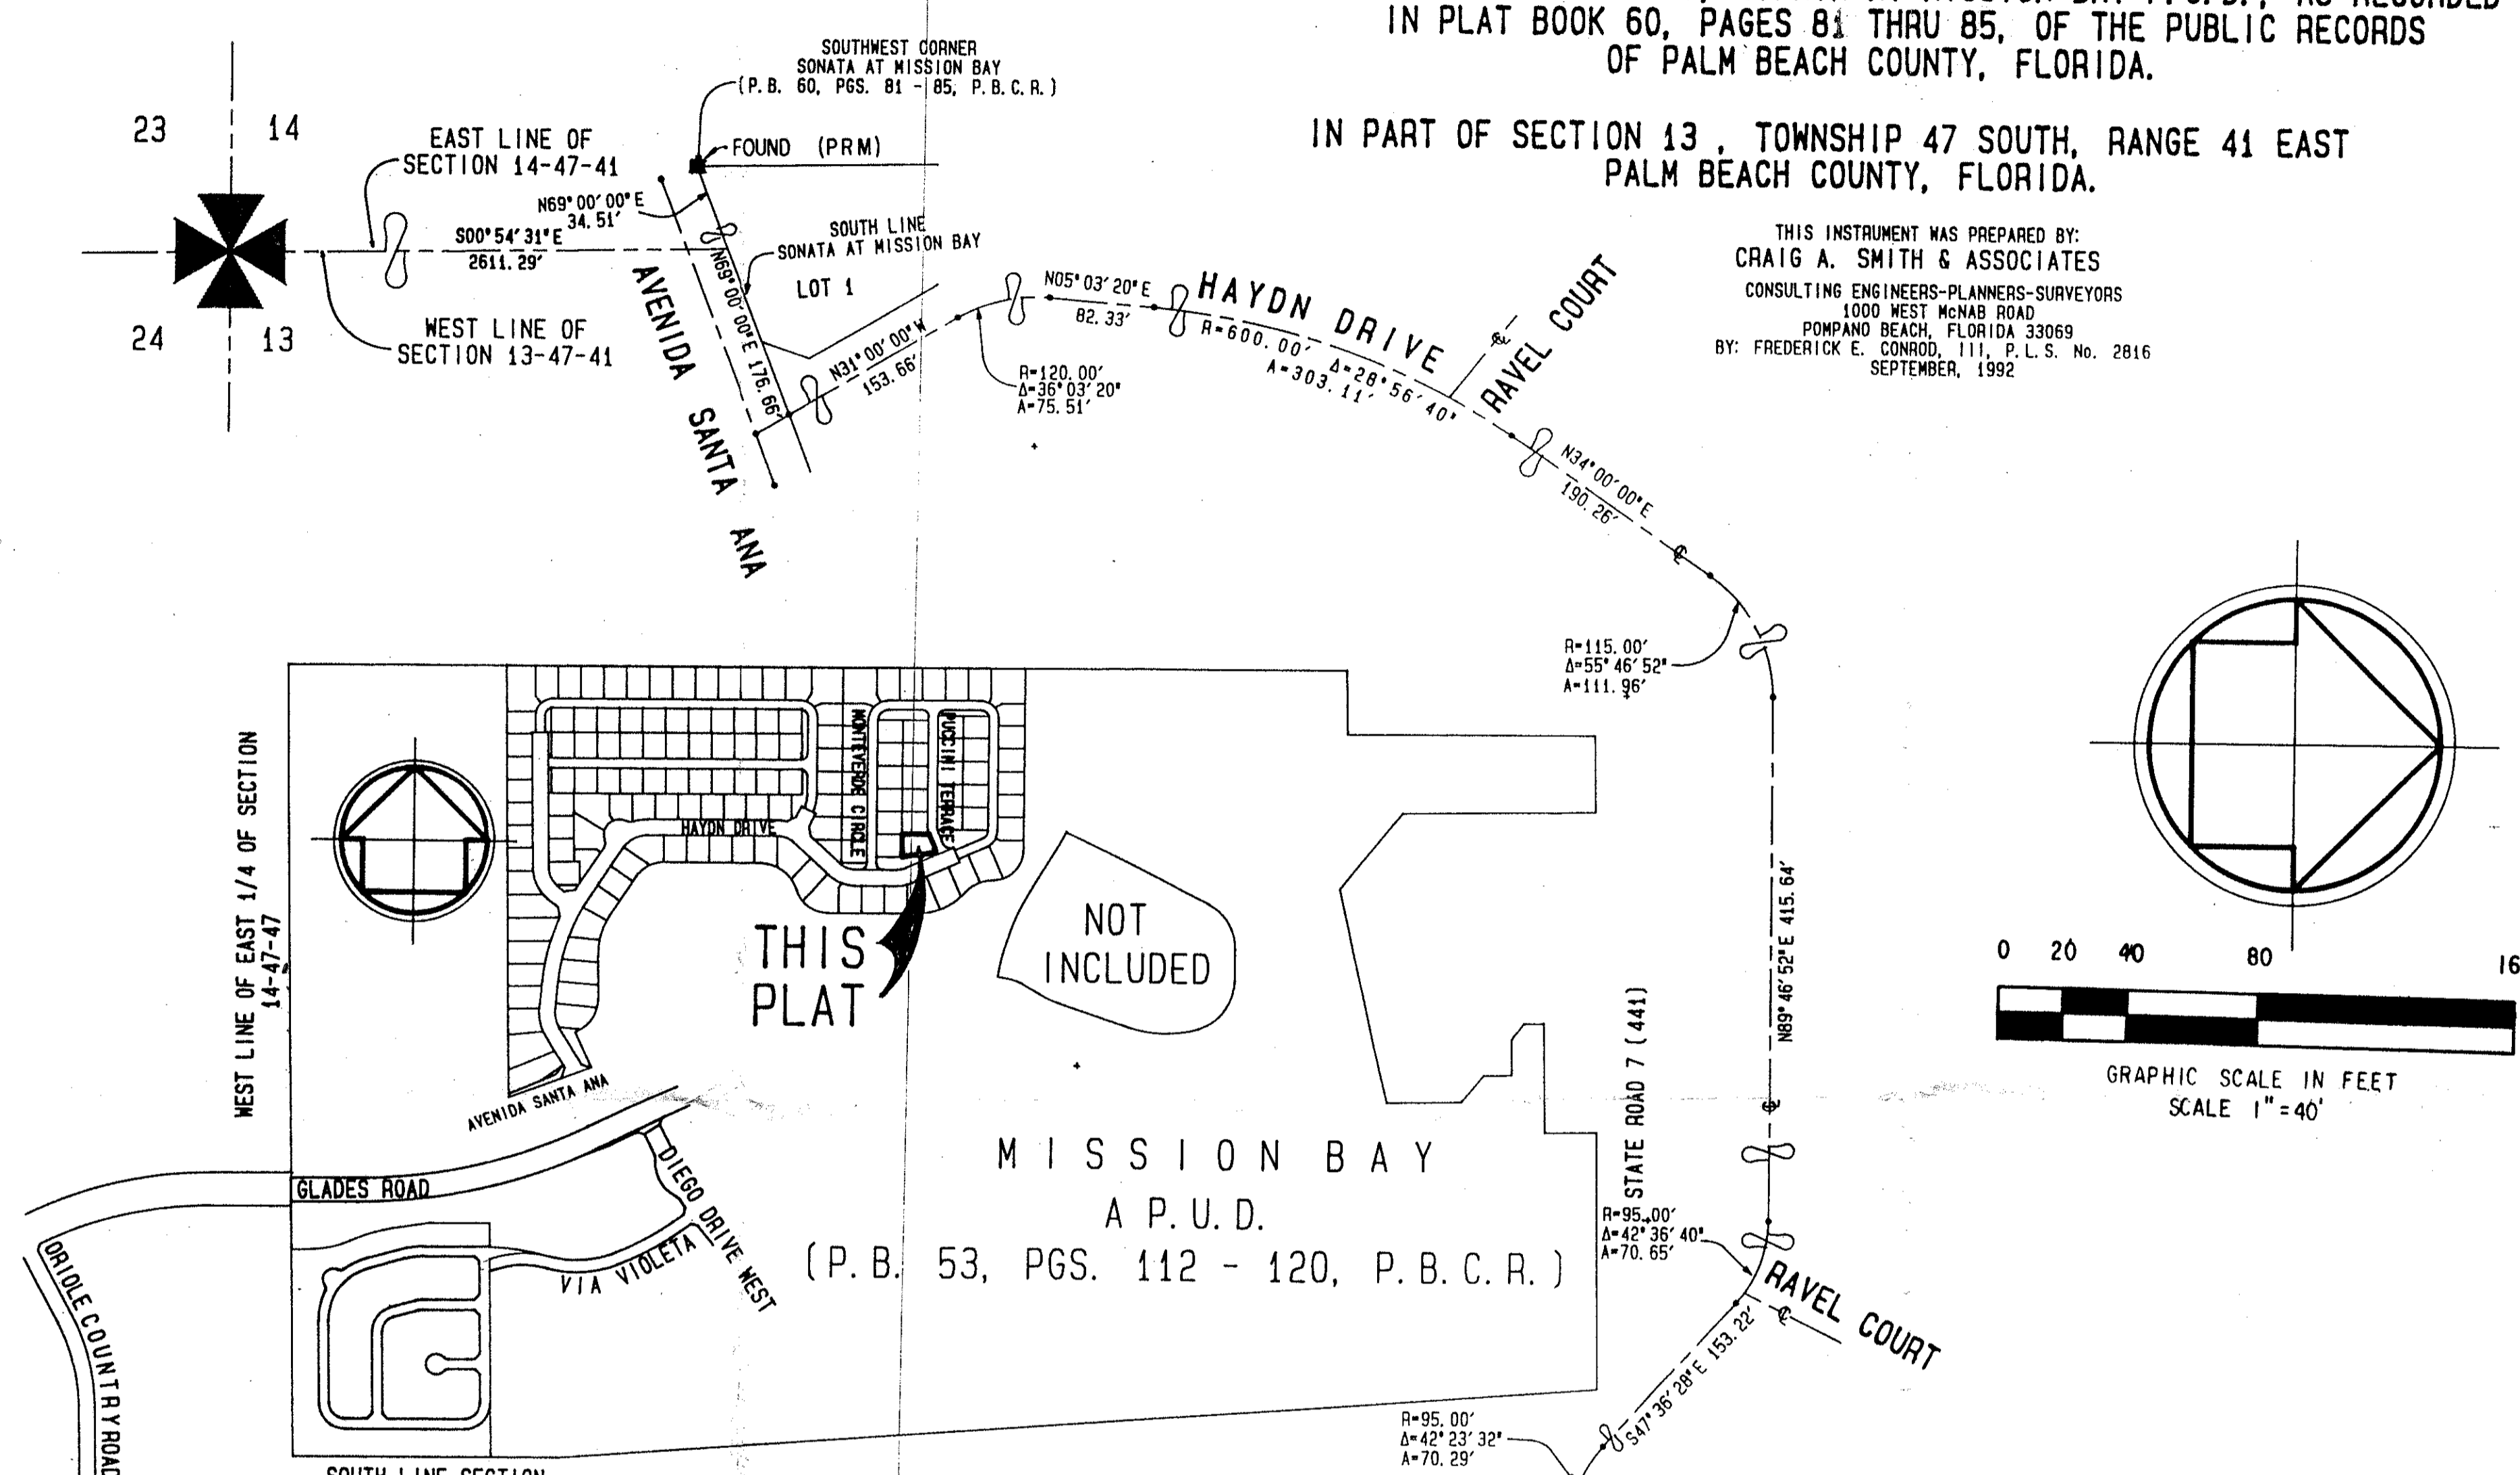 IN PLAT BOOK 60, PAGES 81 THRU 85, OF THE PUBLIC RECORDS
OF PALM BEACH COUNTY, FLORIDA.
IN PART OF SECTION 13 , TOWNSHIP 47 SOUTH, RANGE 41 EAST
PALM BEACH COUNTY, FLORIDA.
THIS INSTRUMENT WAS PREPARED BY:
CRAIG A. SMITH & ASSOCIATES
CONSULTING ENGINEERS-PLANNERS-SURVEYORS
1000 WEST McNAB ROAD
POMPANO BEACH, FLORIDA 33069
BY: FREDERICK E. CONROD, III, P.L.S. No. 2816
SEPTEMBER, 1992
SOUTHWEST CORNER
SONATA AT MISSION BAY
(P.B. 60, PGS. 81 - 85, P.B.C.R.)
FOUND (PRM)
23
14
24
13
EAST LINE OF
SECTION 14-47-41
WEST LINE OF
SECTION 13-47-41
N69°00'00"E
34.51'
S00°54'31"E
2611.29'
SOUTH LINE
SONATA AT MISSION BAY
LOT 1
N69°00'00"E 176.66'
AVENIDA SANTA ANA
N31°00'00"W
153.66'
R=120.00'
Δ=36°03'20"
A=75.51'
N05°03'20"E
82.33'
HAYDN DRIVE
R=600.00' Δ=28°56'40"
A=303.11'
RAVEL COURT
N34°00'00"E
190.26'
R=115.00'
Δ=55°46'52"
A=111.96'
N89°46'52"E 415.64'
R=95.00'
Δ=42°36'40"
A=70.65'
RAVEL COURT
S47°36'28"E 153.22'
R=95.00'
Δ=42°23'32"
A=70.29'
0 20 40 80 16
GRAPHIC SCALE IN FEET
SCALE 1"=40'
WEST LINE OF EAST 1/4 OF SECTION
14-47-47
MONTEVERDE CIRCLE
PUCCINI TERRACE
HAYDN DRIVE
THIS
PLAT
NOT
INCLUDED
AVENIDA SANTA ANA
STATE ROAD 7 (441)
GLADES ROAD
DIEGO DRIVE WEST
VIA VIOLETA
ORIOLE COUNTRY ROAD
MISSION BAY
A P.U.D.
(P.B. 53, PGS. 112 - 120, P.B.C.R.)
SOUTH LINE SECTION